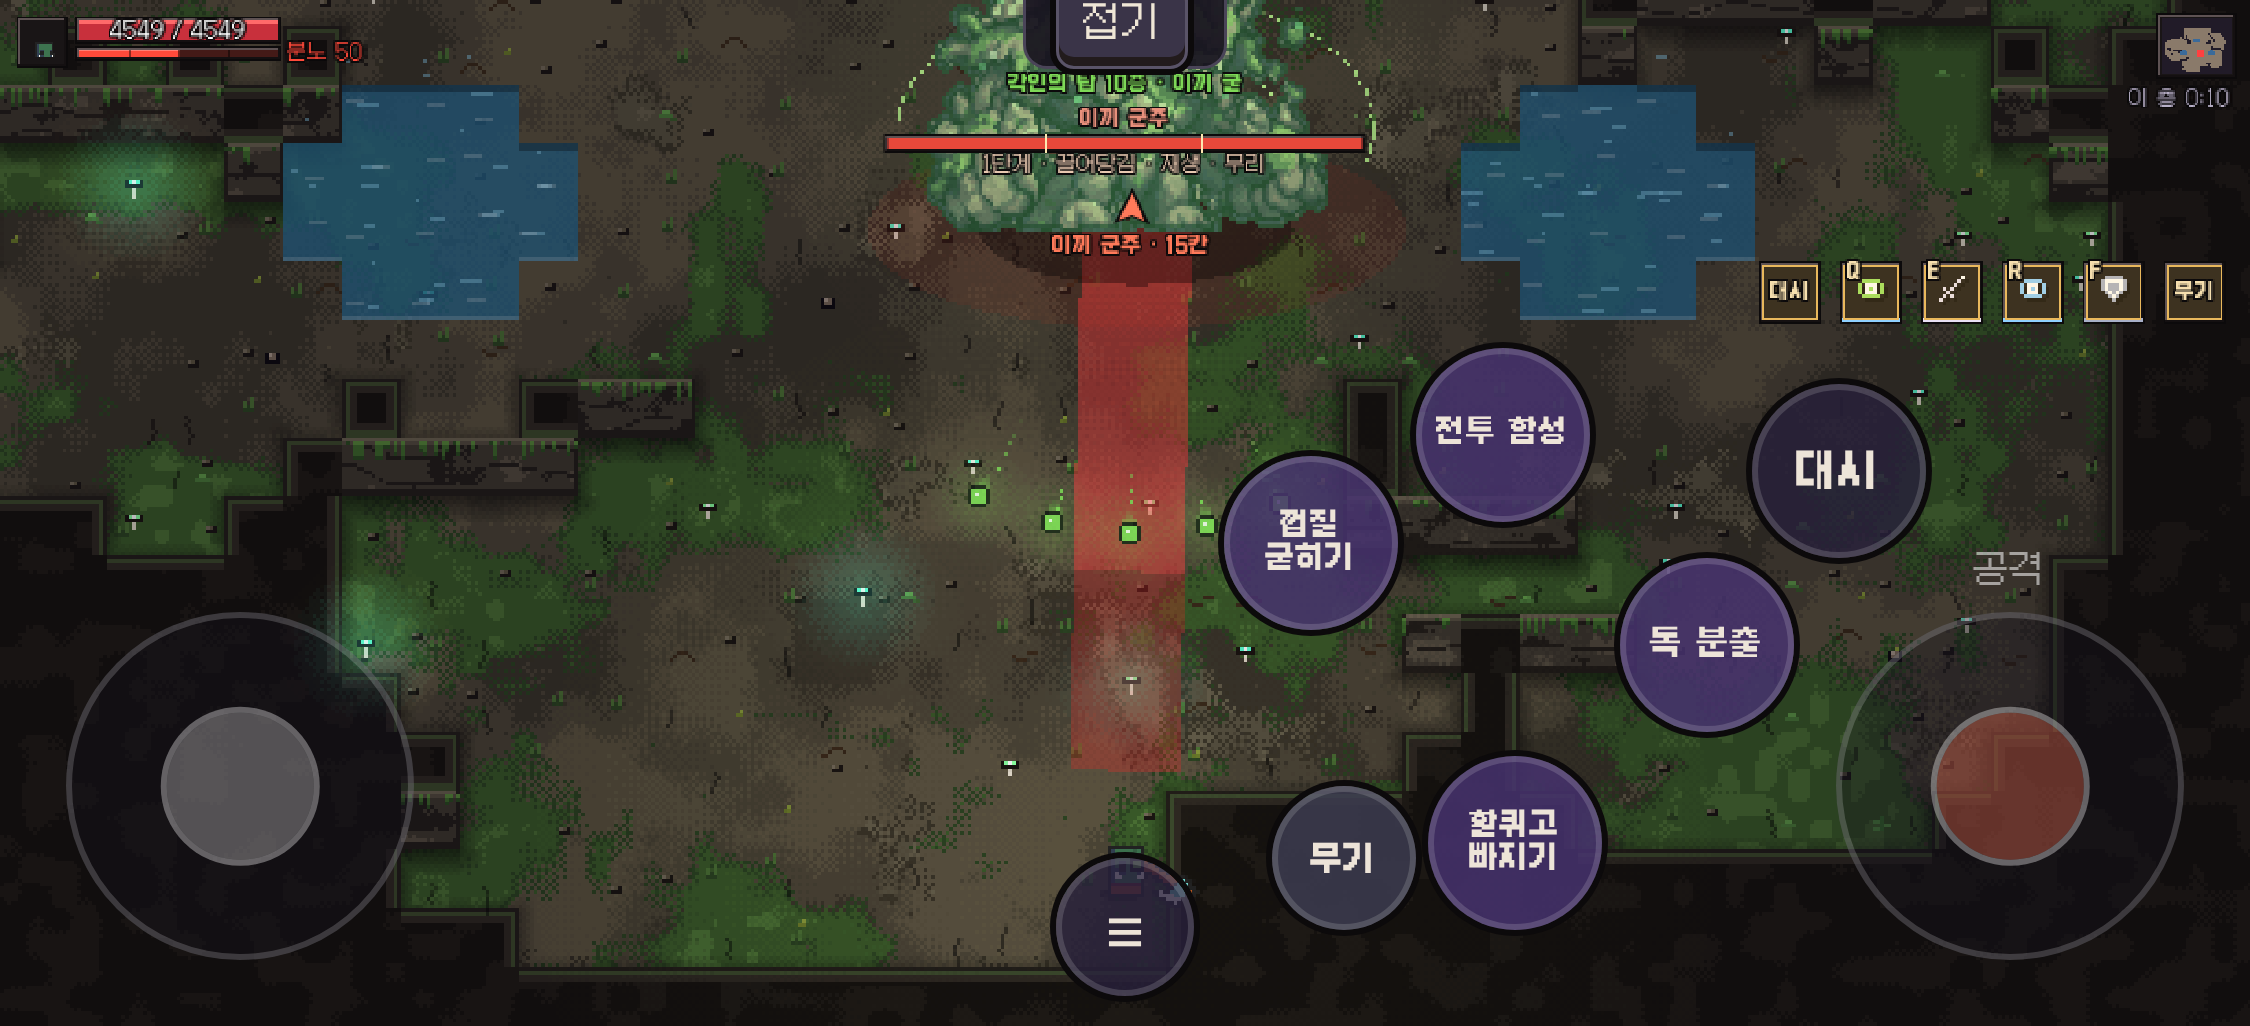 접기
4549 / 4549
분노 50
각인의 탑 10층 · 이끼 군
이끼 군주
1단계 · 끌어당김 · 재생 · 무리
이끼 군주 · 15칸
이 층 0:10
대시
Q
E
R
F
무기
전투 함성
대시
껍질
굳히기
공격
독 분출
무기
할퀴고
빠지기